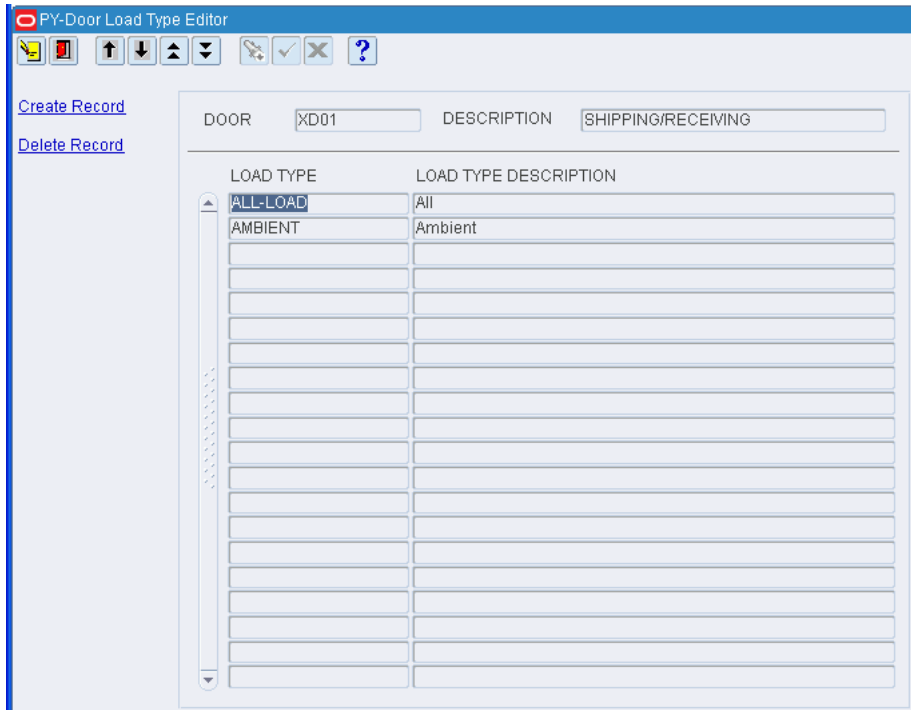 PY-Door Load Type Editor
?
Create Record
Delete Record
DOOR XD01 DESCRIPTION SHIPPING/RECEIVING
LOAD TYPE LOAD TYPE DESCRIPTION
ALL-LOAD All
AMBIENT Ambient